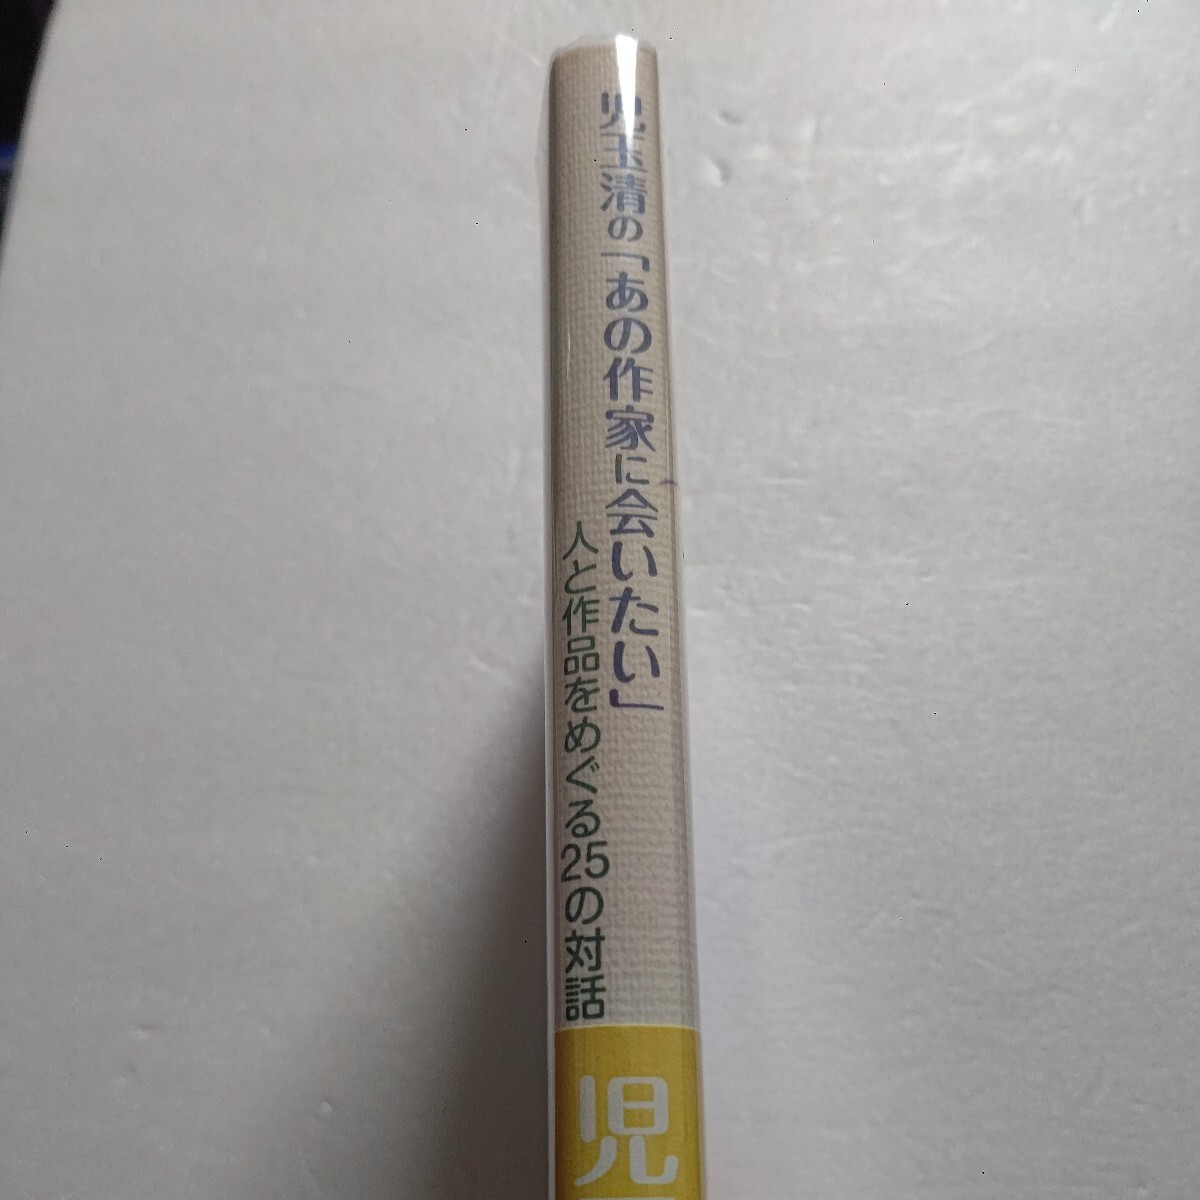 児玉清の「あの作家に会いたい」
人と作品をめぐる25の対話
児